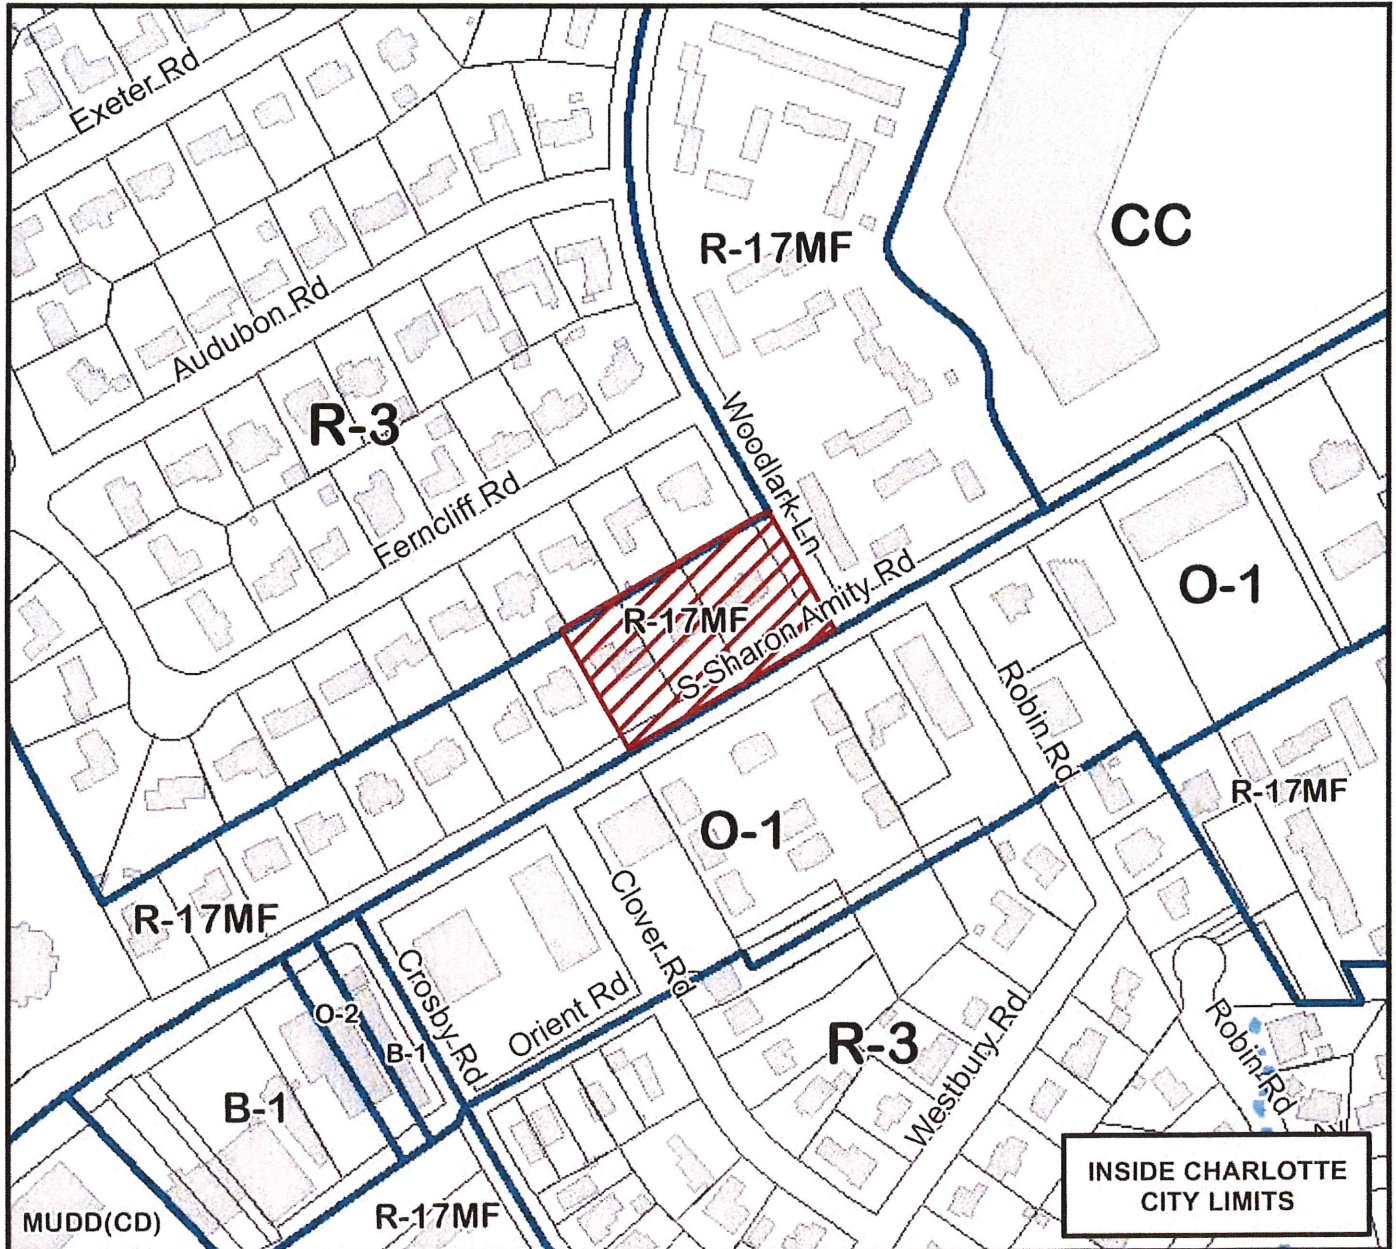 Exeter Rd
CC
R-17MF
Audubon Rd
R-3
Woodlark Ln
Ferncliff Rd
O-1
R-17MF
S Sharon Amity Rd
Robin Rd
R-17MF
O-1
Clover Rd
R-17MF
Crosby Rd
O-2
Orient Rd
B-1
R-3
Westbury Rd
Robin Rd
B-1
INSIDE CHARLOTTE
CITY LIMITS
MUDD(CD)
R-17MF